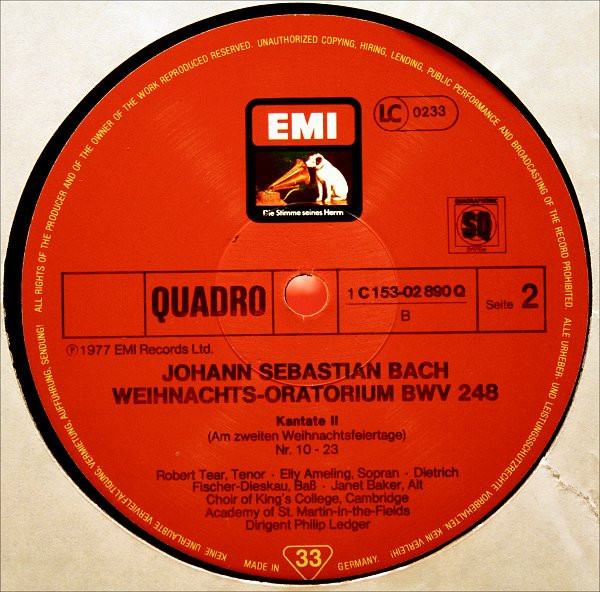 ALL RIGHTS OF THE PRODUCER AND OF THE OWNER OF THE WORK REPRODUCED RESERVED. UNAUTHORIZED COPYING, HIRING, LENDING, PUBLIC PERFORMANCE AND BROADCASTING OF THE RECORD PROHIBITED. ALLE URHEBER- UND LEISTUNGSSCHUTZRECHTE VORBEHALTEN. KEIN VERLEIH! KEINE UNERLAUBTE VERVIELFÄLTIGUNG, VERMIETUNG, AUFFÜHRUNG, SENDUNG!
EMI
LC 0233
Die Stimme seines Herrn
QUADRAPHONIC
SQ
SYSTEM
QUADRO
1 C 153-02 890 Q
B
Seite 2
℗ 1977 EMI Records Ltd.
JOHANN SEBASTIAN BACH
WEIHNACHTS-ORATORIUM BWV 248
Kantate II
(Am zweiten Weihnachtsfeiertage)
Nr. 10 - 23
Robert Tear, Tenor · Elly Ameling, Sopran · Dietrich
Fischer-Dieskau, Baß · Janet Baker, Alt
Choir of King's College, Cambridge
Academy of St. Martin-in-the-Fields
Dirigent Philip Ledger
MADE IN 33 GERMANY.